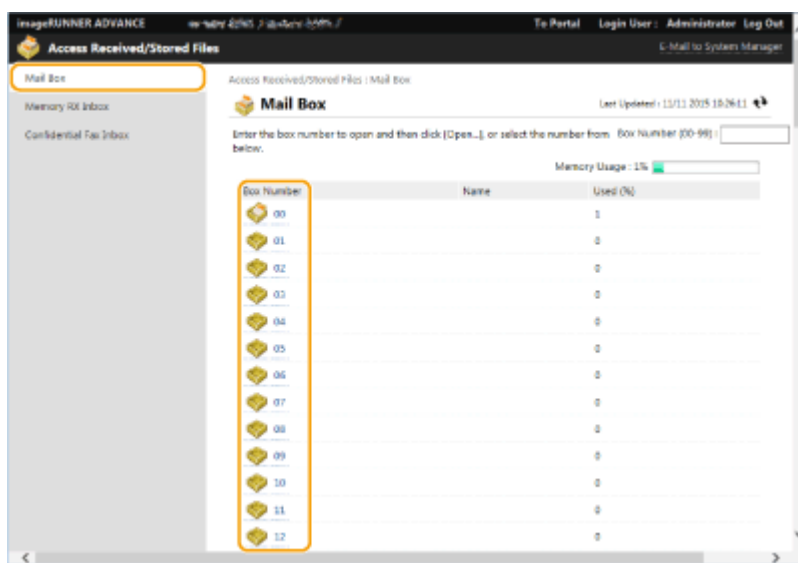 imageRUNNER ADVANCE To Portal Login User : Administrator Log Out
Access Received/Stored Files E-Mail to System Manager
Mail Box
Memory RX Inbox
Confidential Fax Inbox
Access Received/Stored Files : Mail Box
Mail Box Last Updated : 11/11 2015 10:26:11
Enter the box number to open and then click [Open...], or select the number from below. Box Number (00-99) :
Memory Usage : 1%
Box Number Name Used (%)
00 1
01 0
02 0
03 0
04 0
05 0
06 0
07 0
08 0
09 0
10 0
11 0
12 0